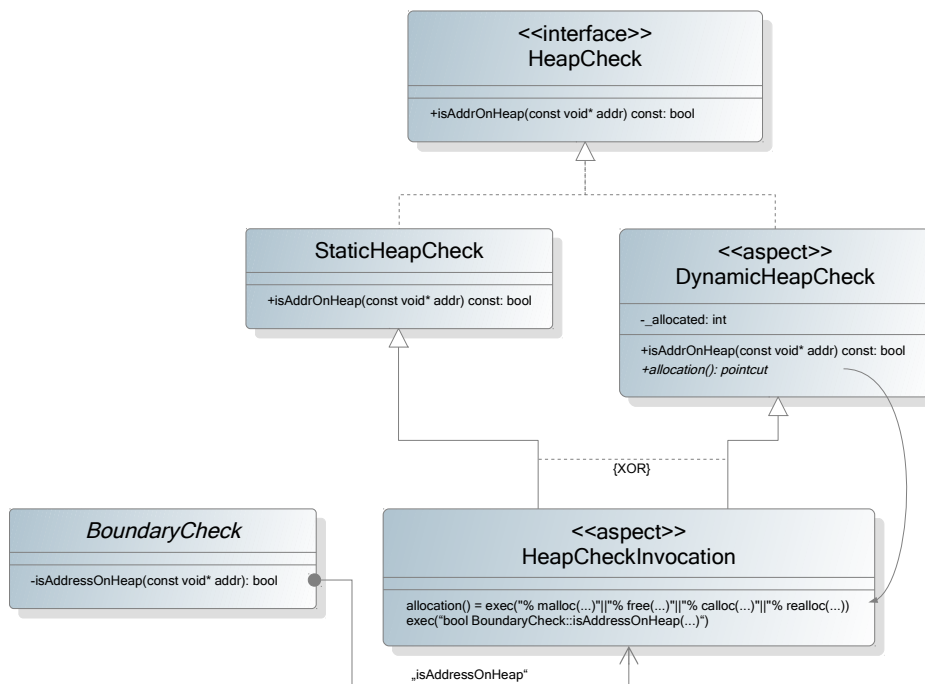 <<interface>>
HeapCheck
+isAddrOnHeap(const void* addr) const: bool
StaticHeapCheck
+isAddrOnHeap(const void* addr) const: bool
<<aspect>>
DynamicHeapCheck
-_allocated: int
+isAddrOnHeap(const void* addr) const: bool
+allocation(): pointcut
{XOR}
BoundaryCheck
-isAddressOnHeap(const void* addr): bool
<<aspect>>
HeapCheckInvocation
allocation() = exec("% malloc(...)"||"% free(...)"||"% calloc(...)"||"% realloc(...))
exec(“bool BoundaryCheck::isAddressOnHeap(...)“)
„isAddressOnHeap“